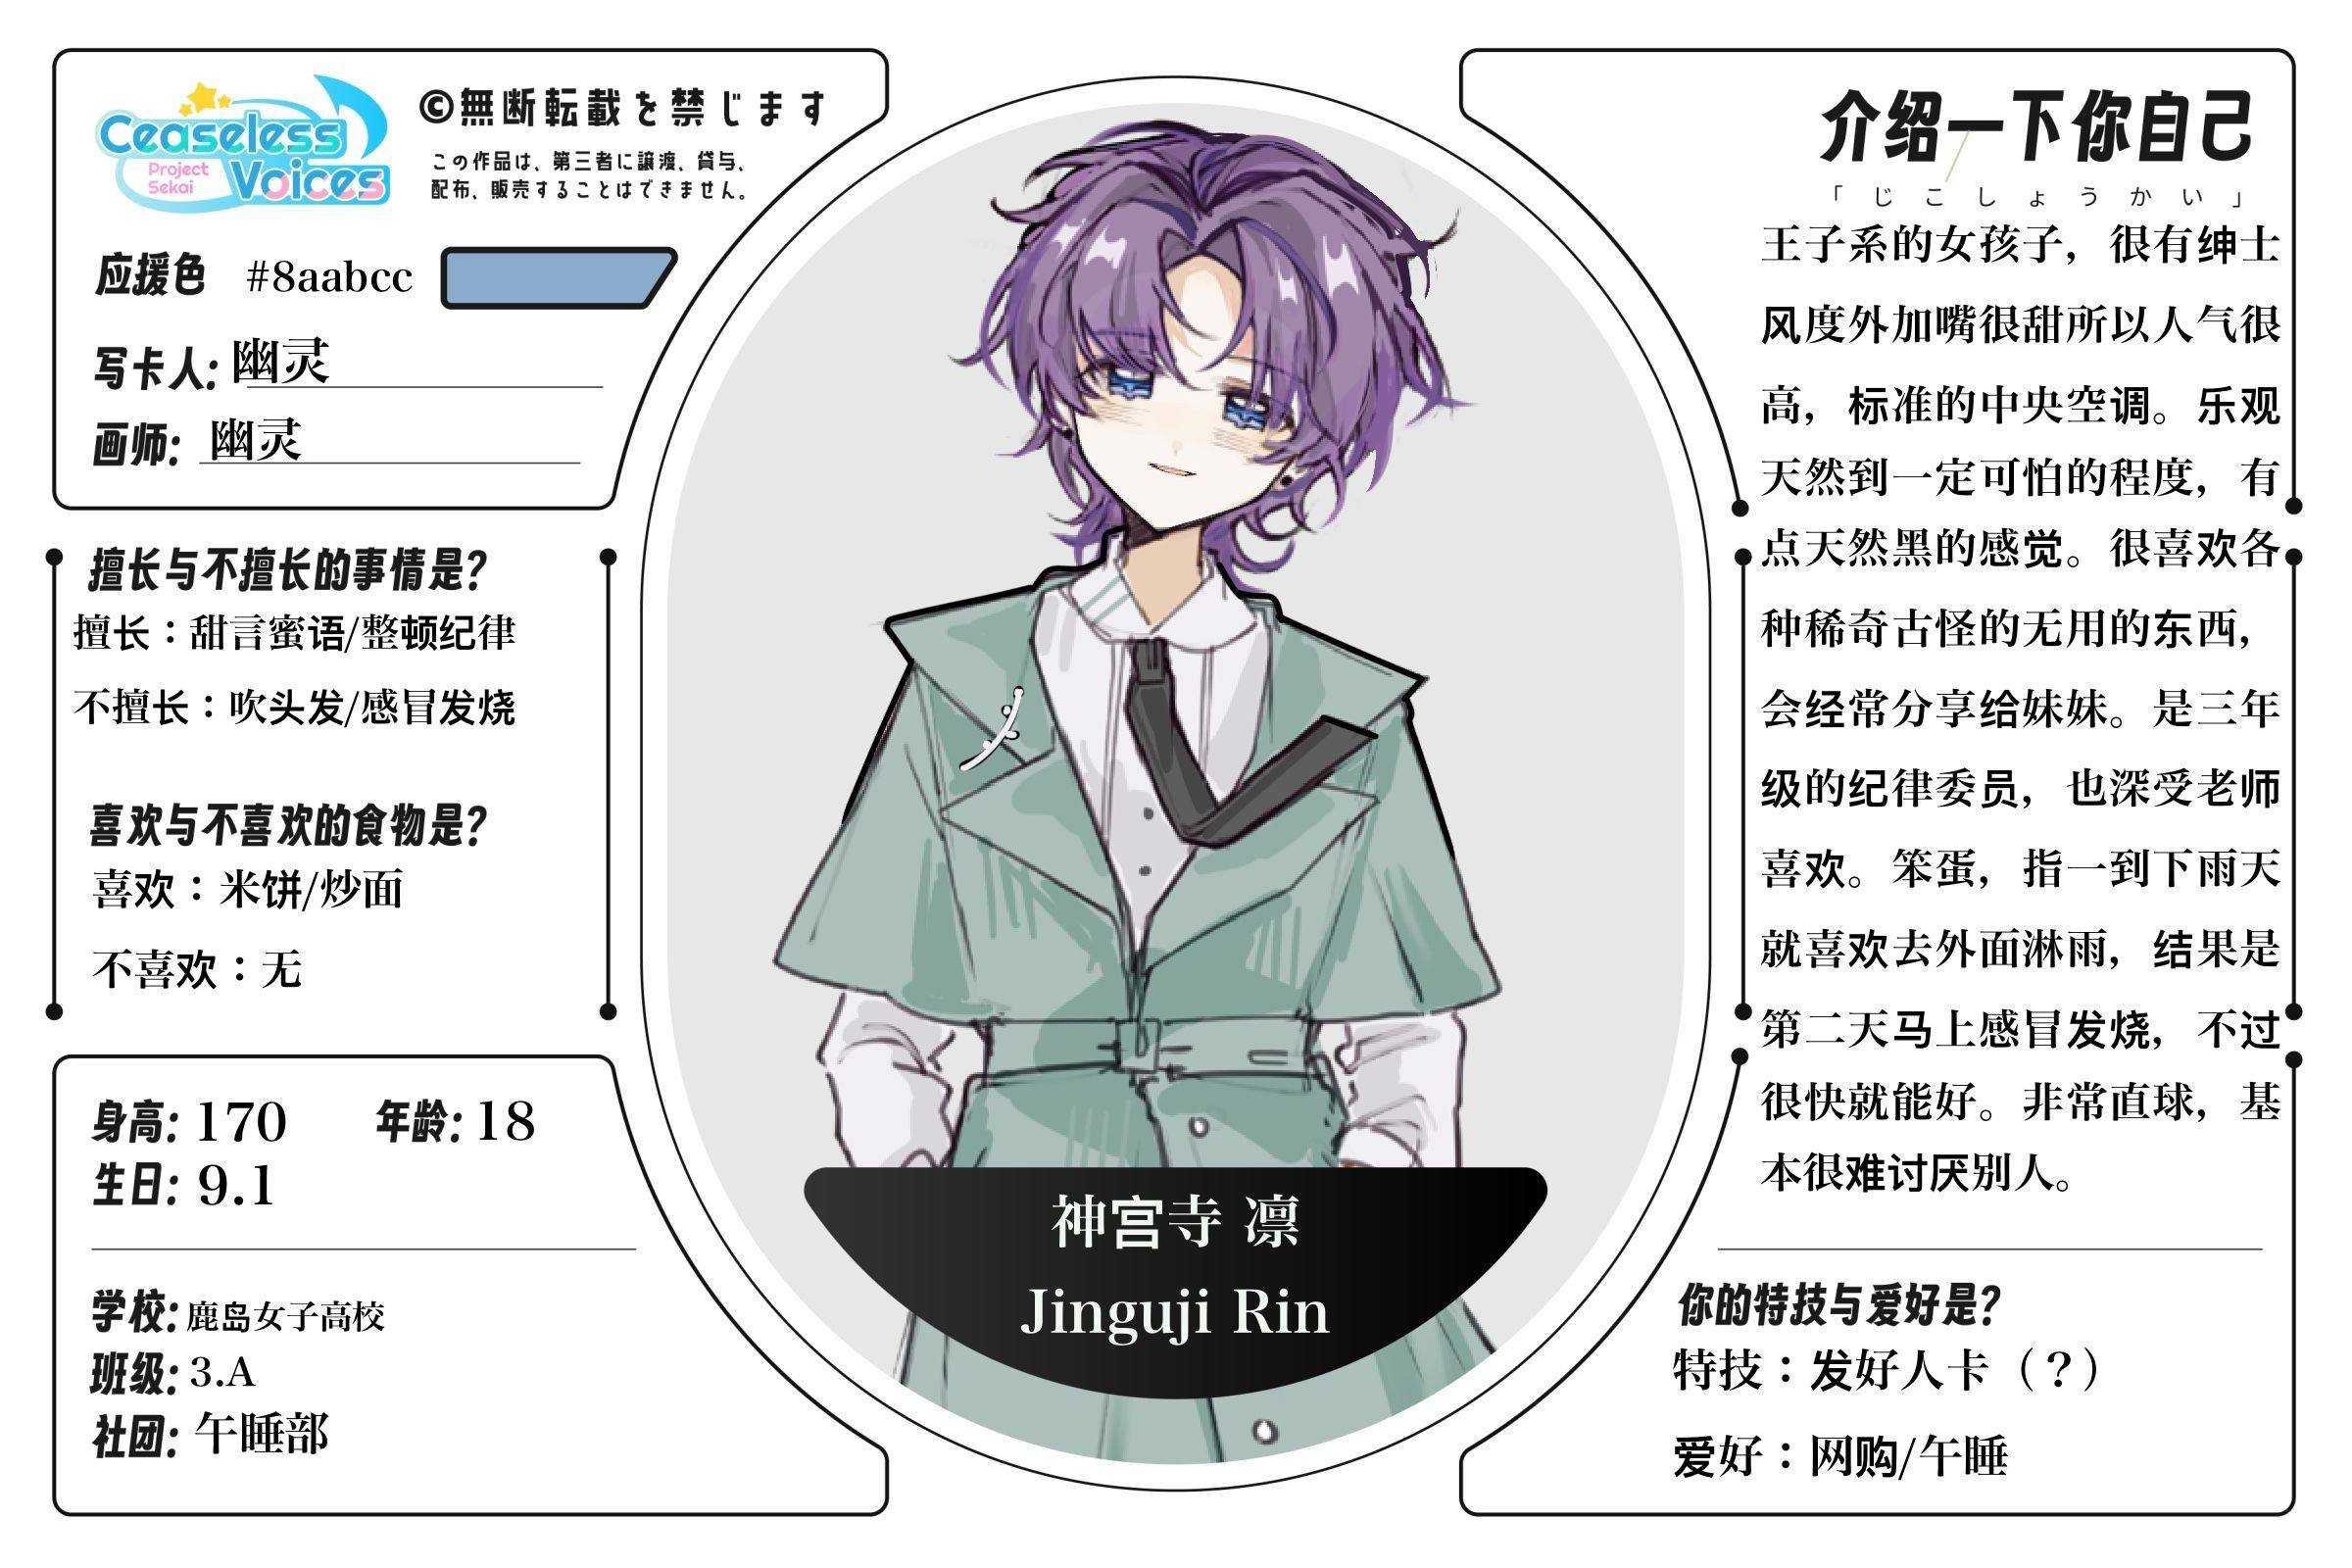 Ceaseless
Project
Sekai
Voices
©無断転載を禁じます
この作品は、第三者に譲渡、貸与、
配布、販売することはできません。
应援色 #8aabcc
写卡人: 幽灵
画师: 幽灵
擅长与不擅长的事情是?
擅长：甜言蜜语/整顿纪律
不擅长：吹头发/感冒发烧
喜欢与不喜欢的食物是?
喜欢：米饼/炒面
不喜欢：无
身高: 170 年龄: 18
生日: 9.1
学校: 鹿岛女子高校
班级: 3.A
社团: 午睡部
神宫寺 凛
Jinguji Rin
介绍一下你自己
「じこしょうかい」
王子系的女孩子，很有绅士
风度外加嘴很甜所以人气很
高，标准的中央空调。乐观
天然到一定可怕的程度，有
点天然黑的感觉。很喜欢各
种稀奇古怪的无用的东西，
会经常分享给妹妹。是三年
级的纪律委员，也深受老师
喜欢。笨蛋，指一到下雨天
就喜欢去外面淋雨，结果是
第二天马上感冒发烧，不过
很快就能好。非常直球，基
本很难讨厌别人。
你的特技与爱好是?
特技：发好人卡（？）
爱好：网购/午睡